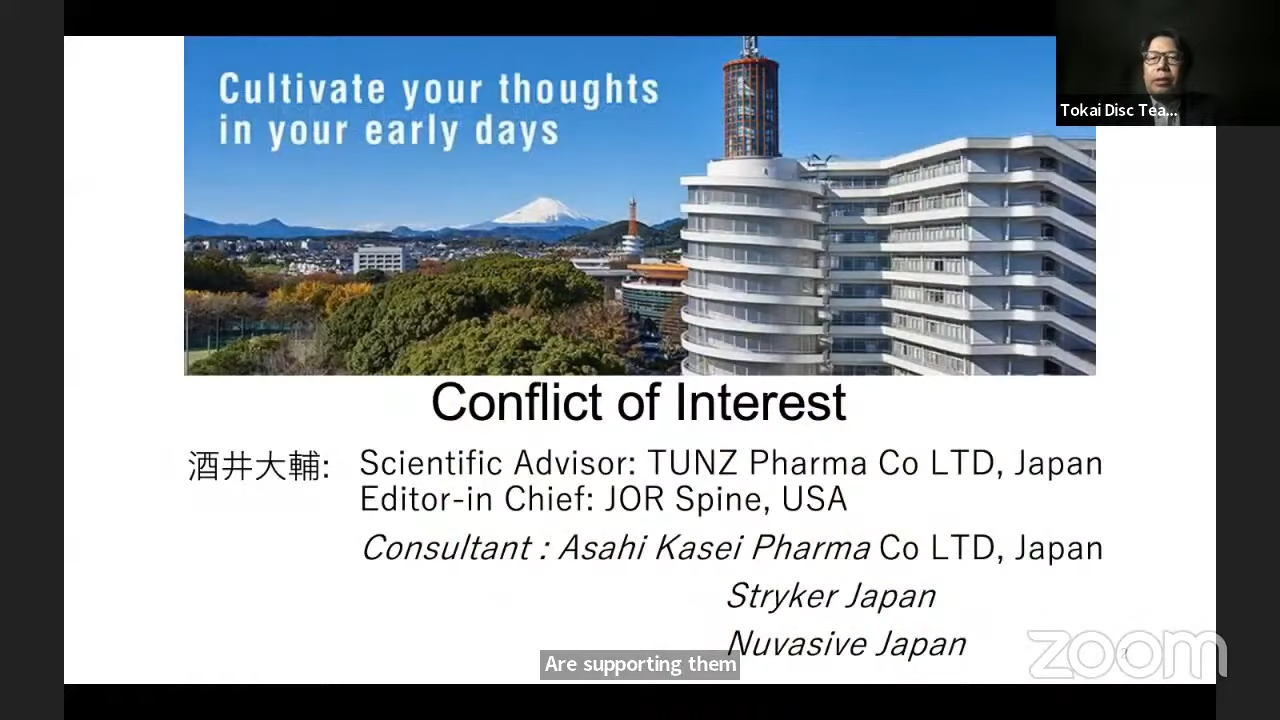 Cultivate your thoughts
in your early days
Tokai Disc Tea...
Conflict of Interest
酒井大輔: Scientific Advisor: TUNZ Pharma Co LTD, Japan
Editor-in Chief: JOR Spine, USA
Consultant : Asahi Kasei Pharma Co LTD, Japan
Stryker Japan
Nuvasive Japan
Are supporting them
zoom
2